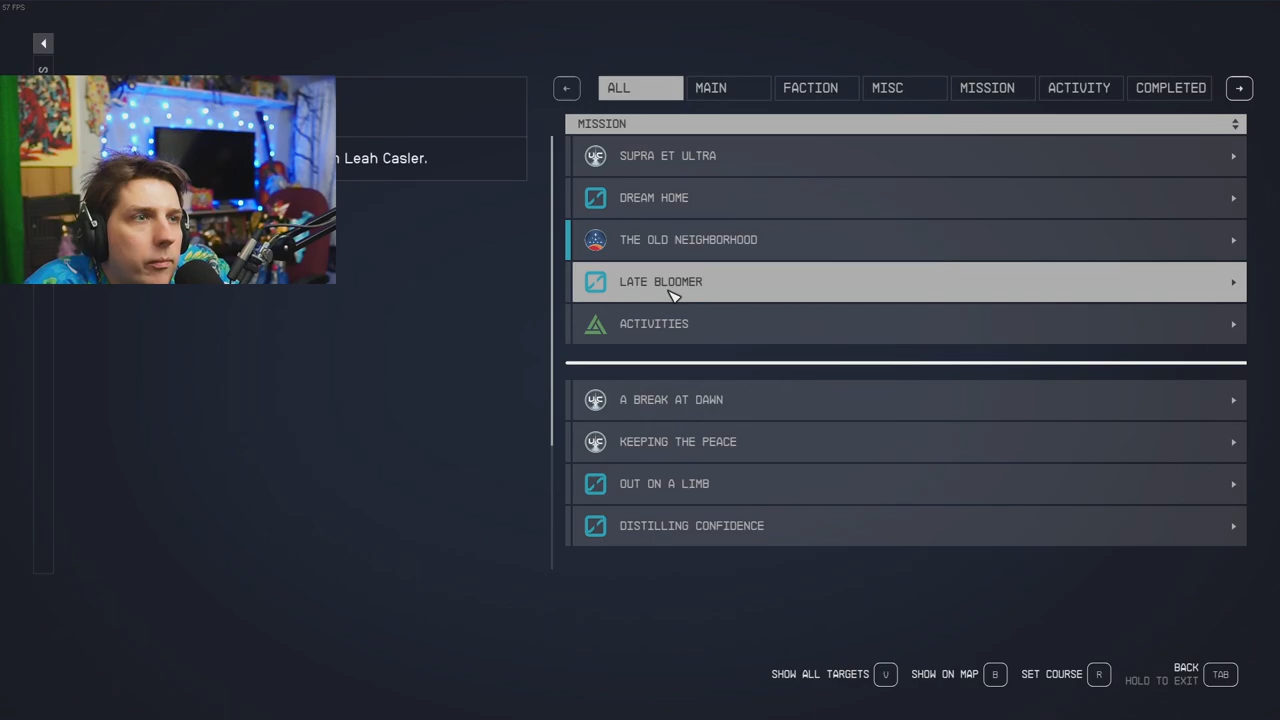 57 FPS
S
ALL
MAIN
FACTION
MISC
MISSION
ACTIVITY
COMPLETED
MISSION
SUPRA ET ULTRA
DREAM HOME
THE OLD NEIGHBORHOOD
LATE BLOOMER
ACTIVITIES
Leah Casler.
UC A BREAK AT DAWN
UC KEEPING THE PEACE
OUT ON A LIMB
DISTILLING CONFIDENCE
SHOW ALL TARGETS V
SHOW ON MAP B
SET COURSE R
BACK
HOLD TO EXIT
TAB